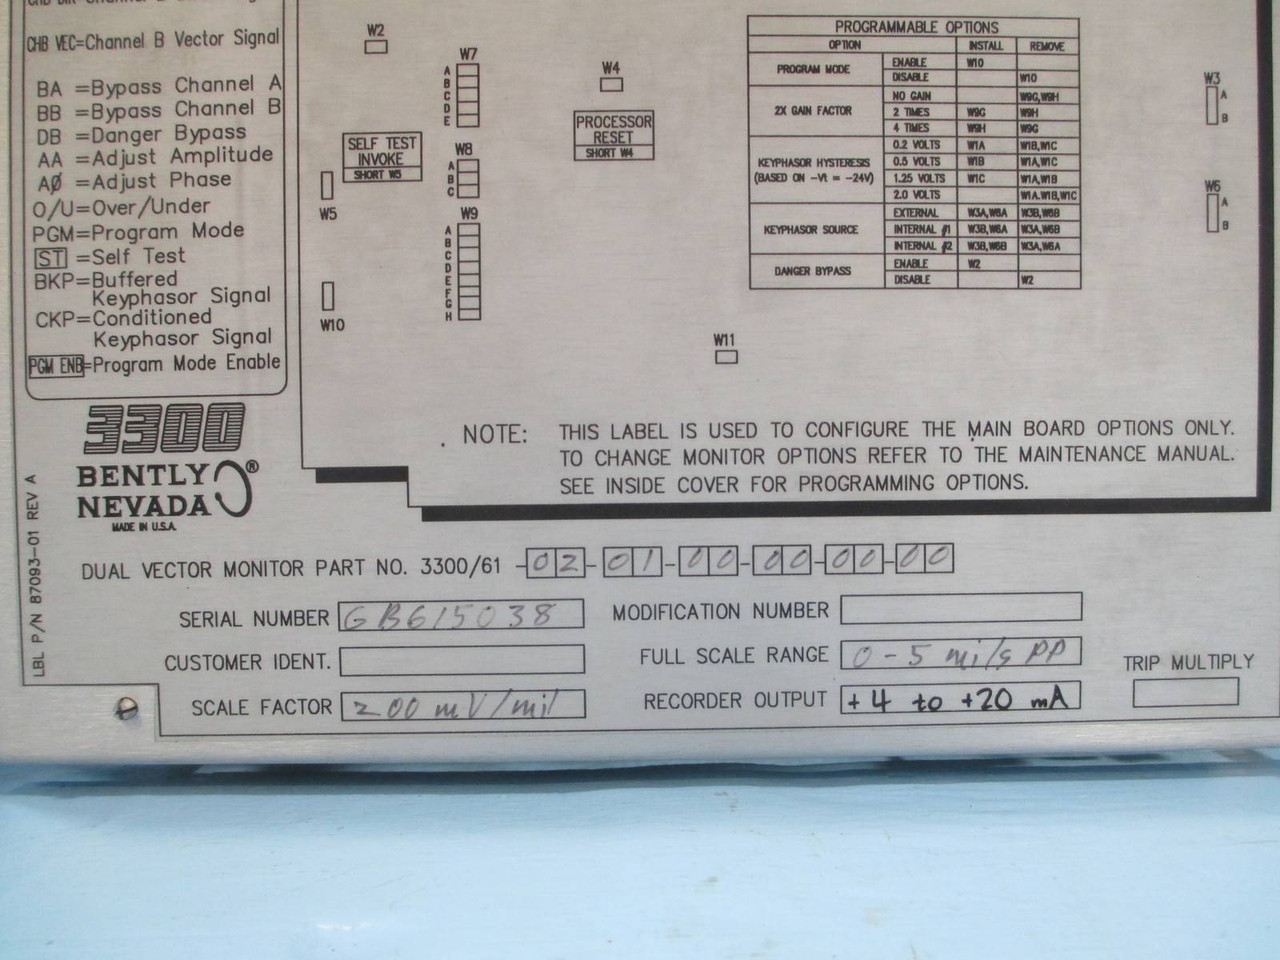 CHB VEC=Channel B Vector Signal
BA =Bypass Channel A
BB =Bypass Channel B
DB =Danger Bypass
AA =Adjust Amplitude
AØ =Adjust Phase
O/U=Over/Under
PGM=Program Mode
ST =Self Test
BKP=Buffered
Keyphasor Signal
CKP=Conditioned
Keyphasor Signal
PGM ENB=Program Mode Enable
3300
BENTLY
NEVADA ®
MADE IN U.S.A.
LBL P/N 87093-01 REV A
W2
W7
A
B
C
D
E
W4
PROCESSOR
RESET
SHORT W4
SELF TEST
INVOKE
SHORT W5
W8
A
B
C
W5
W9
A
B
C
D
E
F
G
H
W10
W11
PROGRAMMABLE OPTIONS
OPTION INSTALL REMOVE
PROGRAM MODE ENABLE W10
DISABLE W10
2X GAIN FACTOR NO GAIN W9G,W9H
2 TIMES W9G W9H
4 TIMES W9H W9G
KEYPHASOR HYSTERESIS (BASED ON -Vt = -24V) 0.2 VOLTS W1A W1B,W1C
0.5 VOLTS W1B W1A,W1C
1.25 VOLTS W1C W1A,W1B
2.0 VOLTS W1A,W1B,W1C
KEYPHASOR SOURCE EXTERNAL W3A,W6A W3B,W6B
INTERNAL #1 W3B,W6A W3A,W6B
INTERNAL #2 W3B,W6B W3A,W6A
DANGER BYPASS ENABLE W2
DISABLE W2
W3
A
B
W6
A
B
NOTE: THIS LABEL IS USED TO CONFIGURE THE MAIN BOARD OPTIONS ONLY.
TO CHANGE MONITOR OPTIONS REFER TO THE MAINTENANCE MANUAL.
SEE INSIDE COVER FOR PROGRAMMING OPTIONS.
DUAL VECTOR MONITOR PART NO. 3300/61 -02-01-00-00-00-00
SERIAL NUMBER GB615038 MODIFICATION NUMBER
CUSTOMER IDENT. FULL SCALE RANGE 0-5 mils PP TRIP MULTIPLY
SCALE FACTOR 200 mV/mil RECORDER OUTPUT +4 to +20 mA